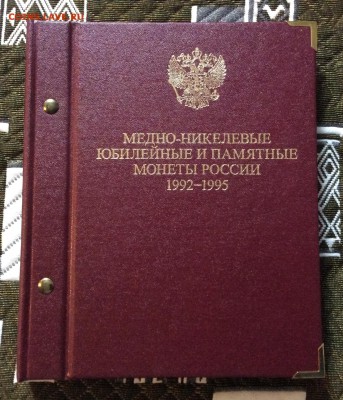 МЕДНО-НИКЕЛЕВЫЕ
ЮБИЛЕЙНЫЕ И ПАМЯТНЫЕ
МОНЕТЫ РОССИИ
1992–1995